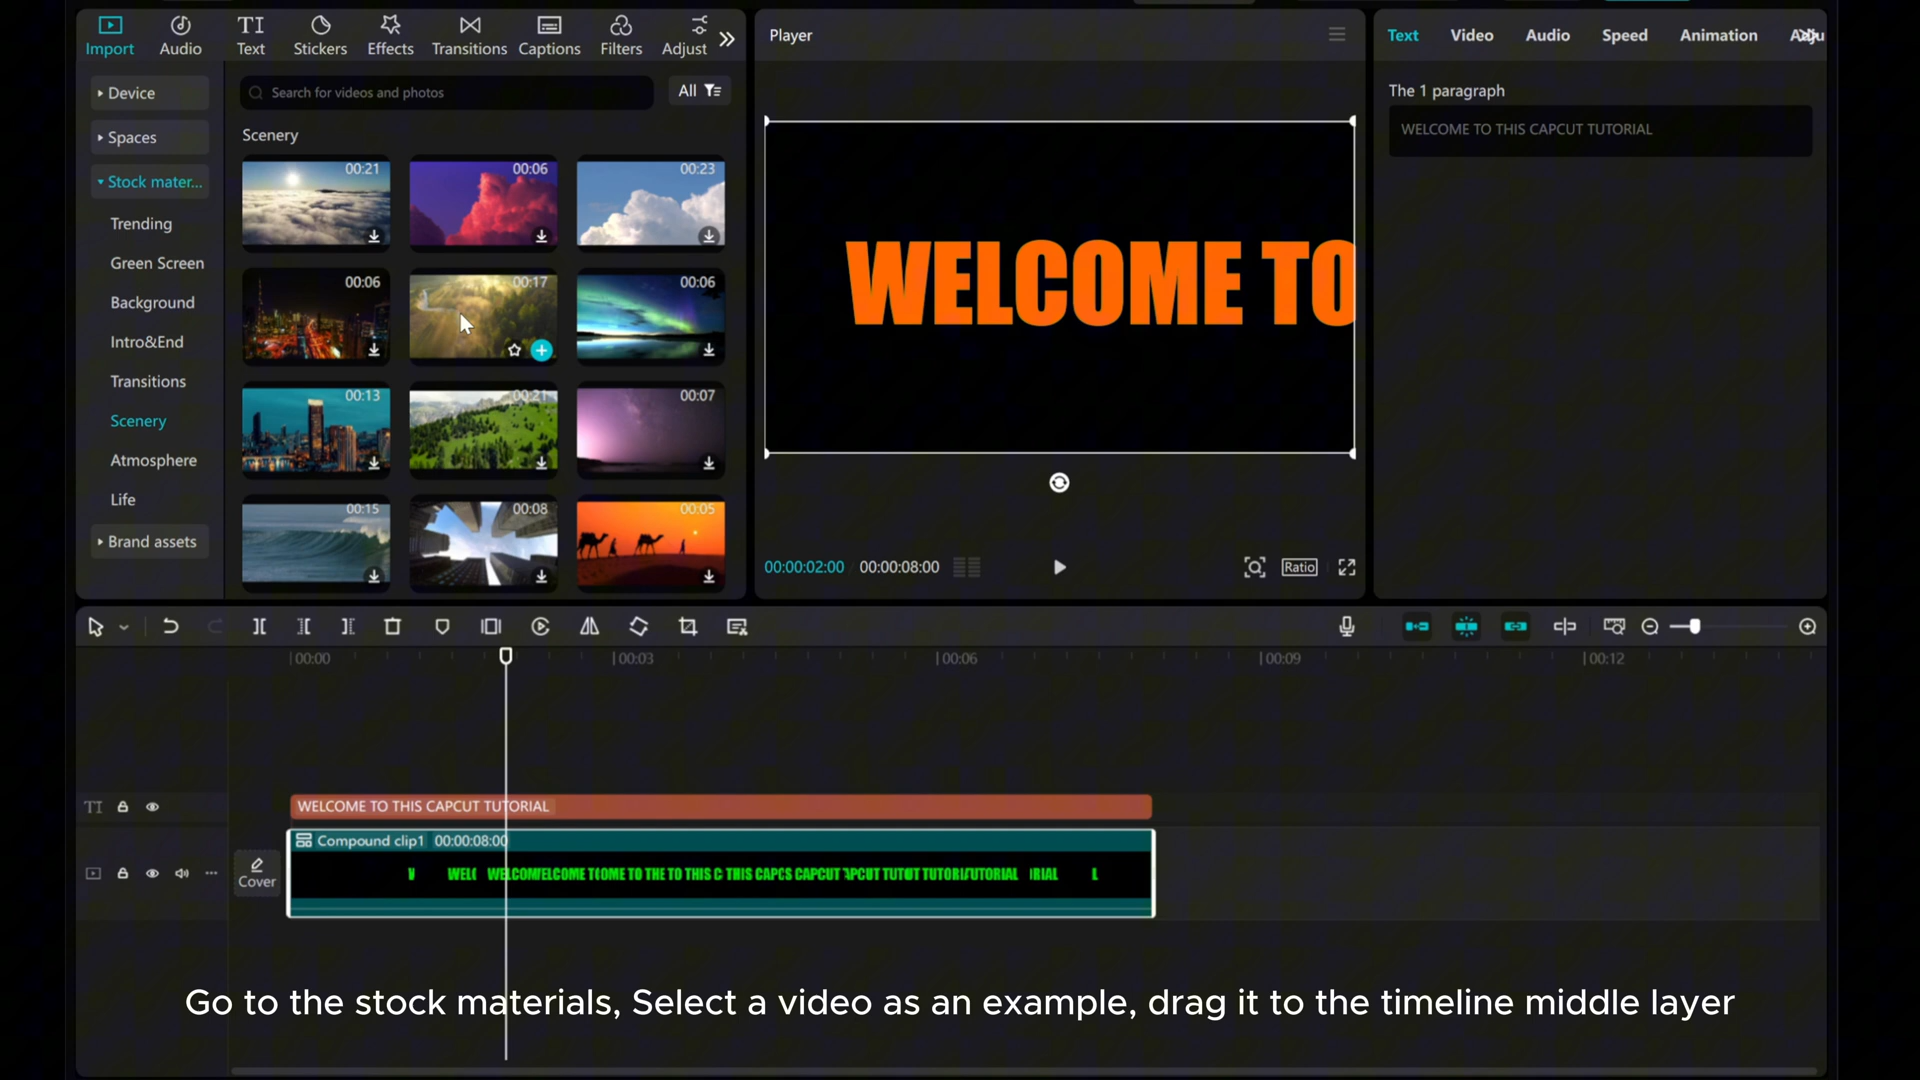 Import
Audio
Text
Stickers
Effects
Transitions
Captions
Filters
Adjust
Device
Spaces
Stock mater...
Trending
Green Screen
Background
Intro&End
Transitions
Scenery
Atmosphere
Life
Brand assets
Search for videos and photos
All
Scenery
00:21
00:06
00:23
00:06
00:17
00:06
00:13
00:21
00:07
00:15
00:08
00:05
Player
WELCOME TO
00:00:02:00
00:00:08:00
Ratio
Text
Video
Audio
Speed
Animation
The 1 paragraph
WELCOME TO THIS CAPCUT TUTORIAL
00:00
00:03
00:06
00:09
00:12
TI
WELCOME TO THIS CAPCUT TUTORIAL
Cover
Compound clip1 00:00:08:00
Go to the stock materials, Select a video as an example, drag it to the timeline middle layer